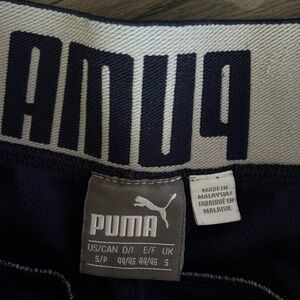 PUMA
PUMA
US/CAN D/I E/F UK
S/P 44/46 44/46 S
MADE IN
MALAYSIA/
FABRIQUÉ EN
MALAISIE